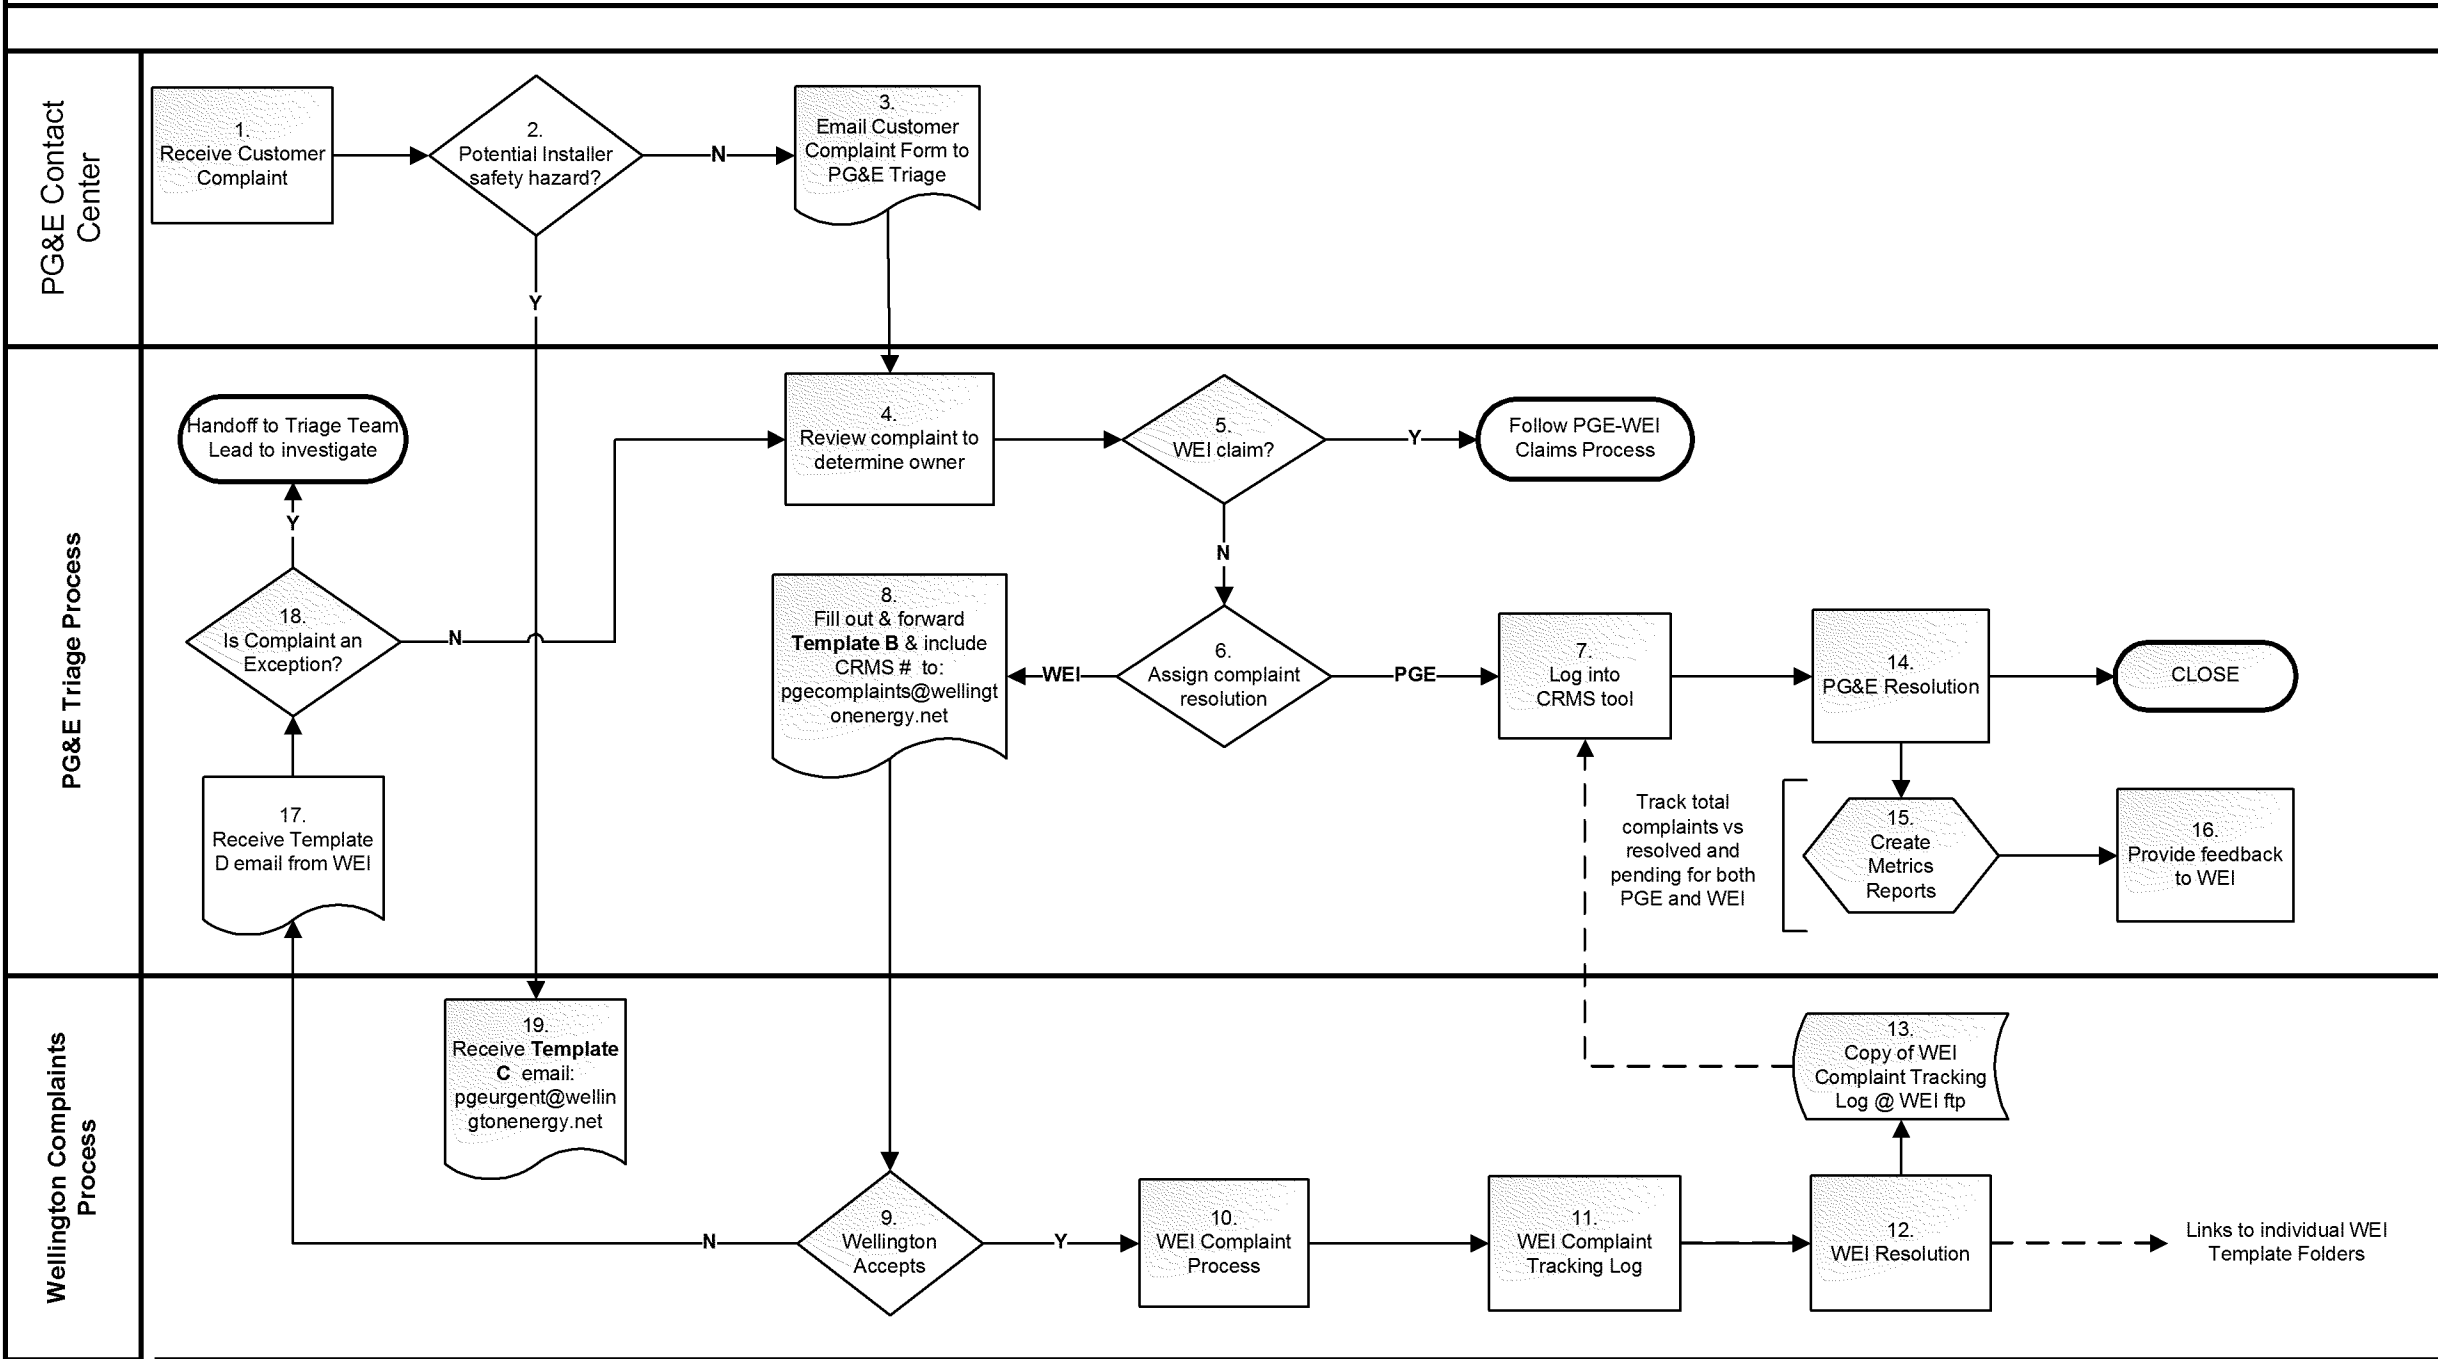 PG&E Contact
Center
1.
Receive Customer
Complaint
2.
Potential Installer
safety hazard?
N
Y
3.
Email Customer
Complaint Form to
PG&E Triage
PG&E Triage Process
Handoff to Triage Team
Lead to investigate
Y
18.
Is Complaint an
Exception?
N
17.
Receive Template
D email from WEI
4.
Review complaint to
determine owner
5.
WEI claim?
Y
Follow PGE-WEI
Claims Process
N
8.
Fill out & forward
Template B & include
CRMS # to:
pgecomplaints@wellingt
onenergy.net
WEI
6.
Assign complaint
resolution
PGE
7.
Log into
CRMS tool
14.
PG&E Resolution
CLOSE
Track total
complaints vs
resolved and
pending for both
PGE and WEI
15.
Create
Metrics
Reports
16.
Provide feedback
to WEI
Wellington Complaints
Process
19.
Receive Template
C email:
pgeurgent@wellin
gtonenergy.net
N
9.
Wellington
Accepts
Y
10.
WEI Complaint
Process
11.
WEI Complaint
Tracking Log
12.
WEI Resolution
13.
Copy of WEI
Complaint Tracking
Log @ WEI ftp
Links to individual WEI
Template Folders